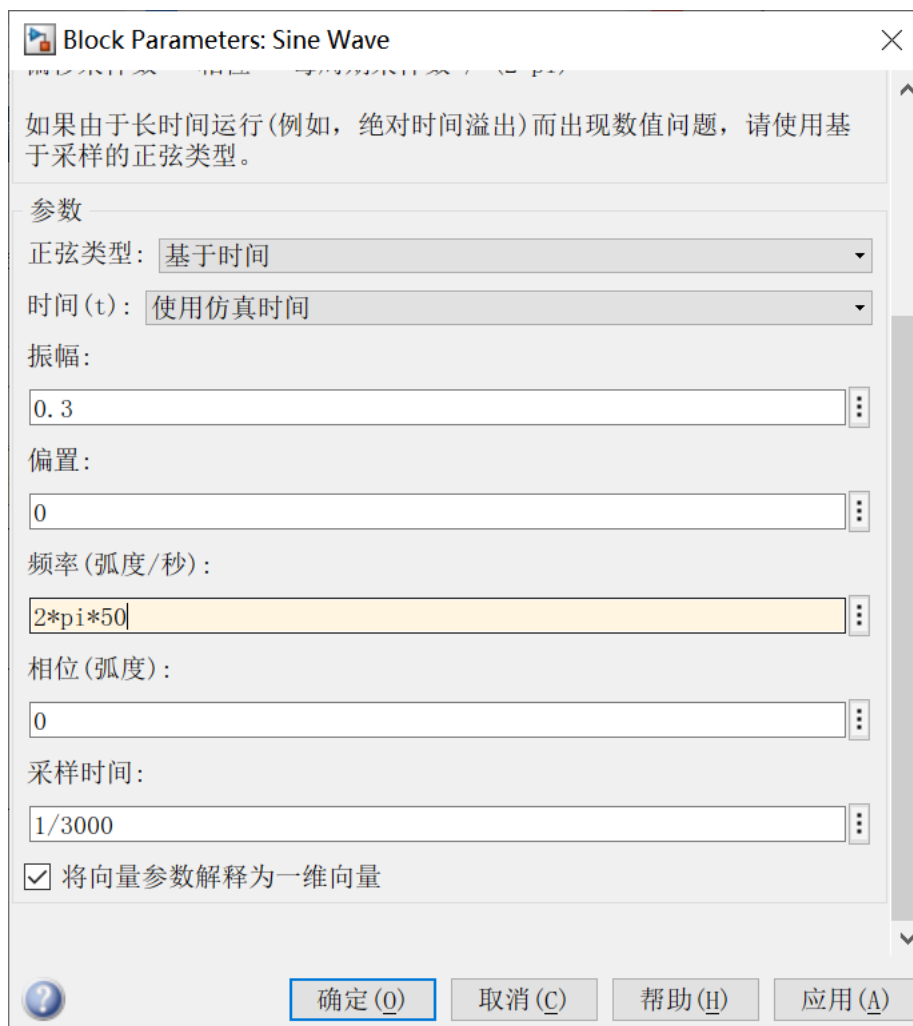 Block Parameters: Sine Wave
如果由于长时间运行(例如，绝对时间溢出)而出现数值问题，请使用基
于采样的正弦类型。
参数
正弦类型: 基于时间
时间(t): 使用仿真时间
振幅:
0.3
偏置:
0
频率(弧度/秒):
2*pi*50
相位(弧度):
0
采样时间:
1/3000
将向量参数解释为一维向量
确定(O) 取消(C) 帮助(H) 应用(A)